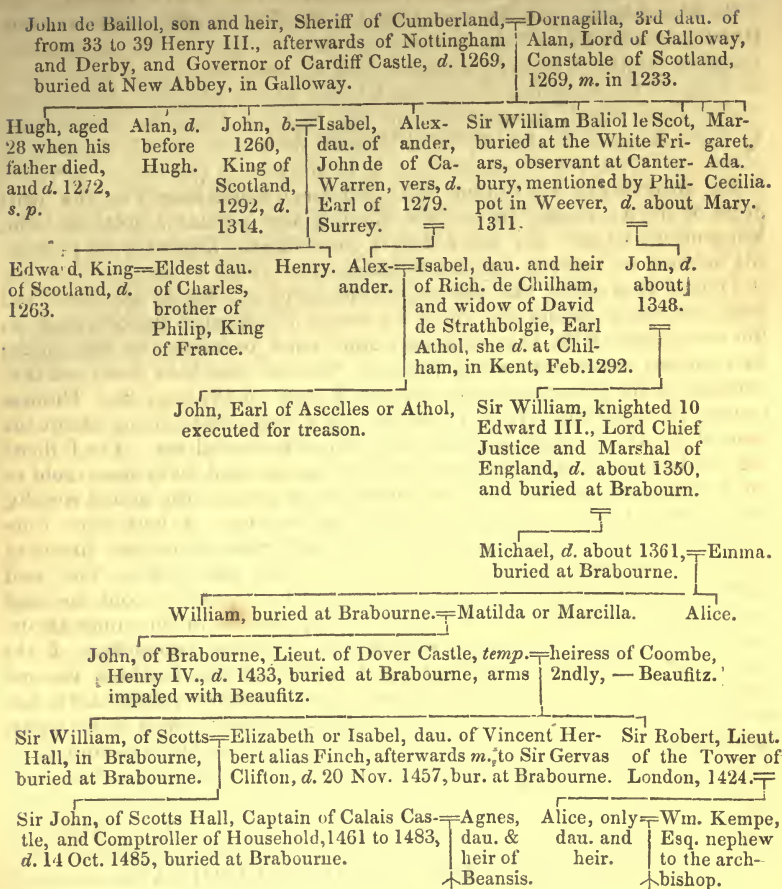 John de Baillol, son and heir, Sheriff of Cumberland,
from 33 to 39 Henry III., afterwards of Nottingham
and Derby, and Governor of Cardiff Castle, d. 1269,
buried at New Abbey, in Galloway.
Dornagilla, 3rd dau. of
Alan, Lord of Galloway,
Constable of Scotland,
1269, m. in 1233.
Hugh, aged
28 when his
father died,
and d. 1272,
s. p.
Alan, d.
before
Hugh.
John, b.
1260,
King of
Scotland,
1292, d.
1314.
Isabel,
dau. of
John de
Warren,
Earl of
Surrey.
Alex-
ander,
of Ca-
vers, d.
1279.
Sir William Baliol le Scot,
buried at the White Fri-
ars, observant at Canter-
bury, mentioned by Phil-
pot in Weever, d. about
1311.
Mar-
garet.
Ada.
Cecilia.
Mary.
Edward, King
of Scotland, d.
1263.
Eldest dau.
of Charles,
brother of
Philip, King
of France.
Henry.
Alex-
ander.
Isabel, dau. and heir
of Rich. de Chilham,
and widow of David
de Strathbolgie, Earl
Athol, she d. at Chil-
ham, in Kent, Feb. 1292.
John, d.
about
1348.
John, Earl of Ascelles or Athol,
executed for treason.
Sir William, knighted 10
Edward III., Lord Chief
Justice and Marshal of
England, d. about 1350,
and buried at Brabourn.
Michael, d. about 1361,
buried at Brabourne.
Emma.
William, buried at Brabourne.
Matilda or Marcilla.
Alice.
John, of Brabourne, Lieut. of Dover Castle, temp.
Henry IV., d. 1433, buried at Brabourne, arms
impaled with Beaufitz.
heiress of Coombe,
2ndly, — Beaufitz.
Sir William, of Scotts
Hall, in Brabourne,
buried at Brabourne.
Elizabeth or Isabel, dau. of Vincent Her-
bert alias Finch, afterwards m. to Sir Gervas
Clifton, d. 20 Nov. 1457, bur. at Brabourne.
Sir Robert, Lieut.
of the Tower of
London, 1424.
Sir John, of Scotts Hall, Captain of Calais Cas-
tle, and Comptroller of Household, 1461 to 1483,
d. 14 Oct. 1485, buried at Brabourne.
Agnes,
dau. &
heir of
Beansis.
Alice, only
dau. and
heir.
Wm. Kempe,
Esq. nephew
to the arch-
bishop.